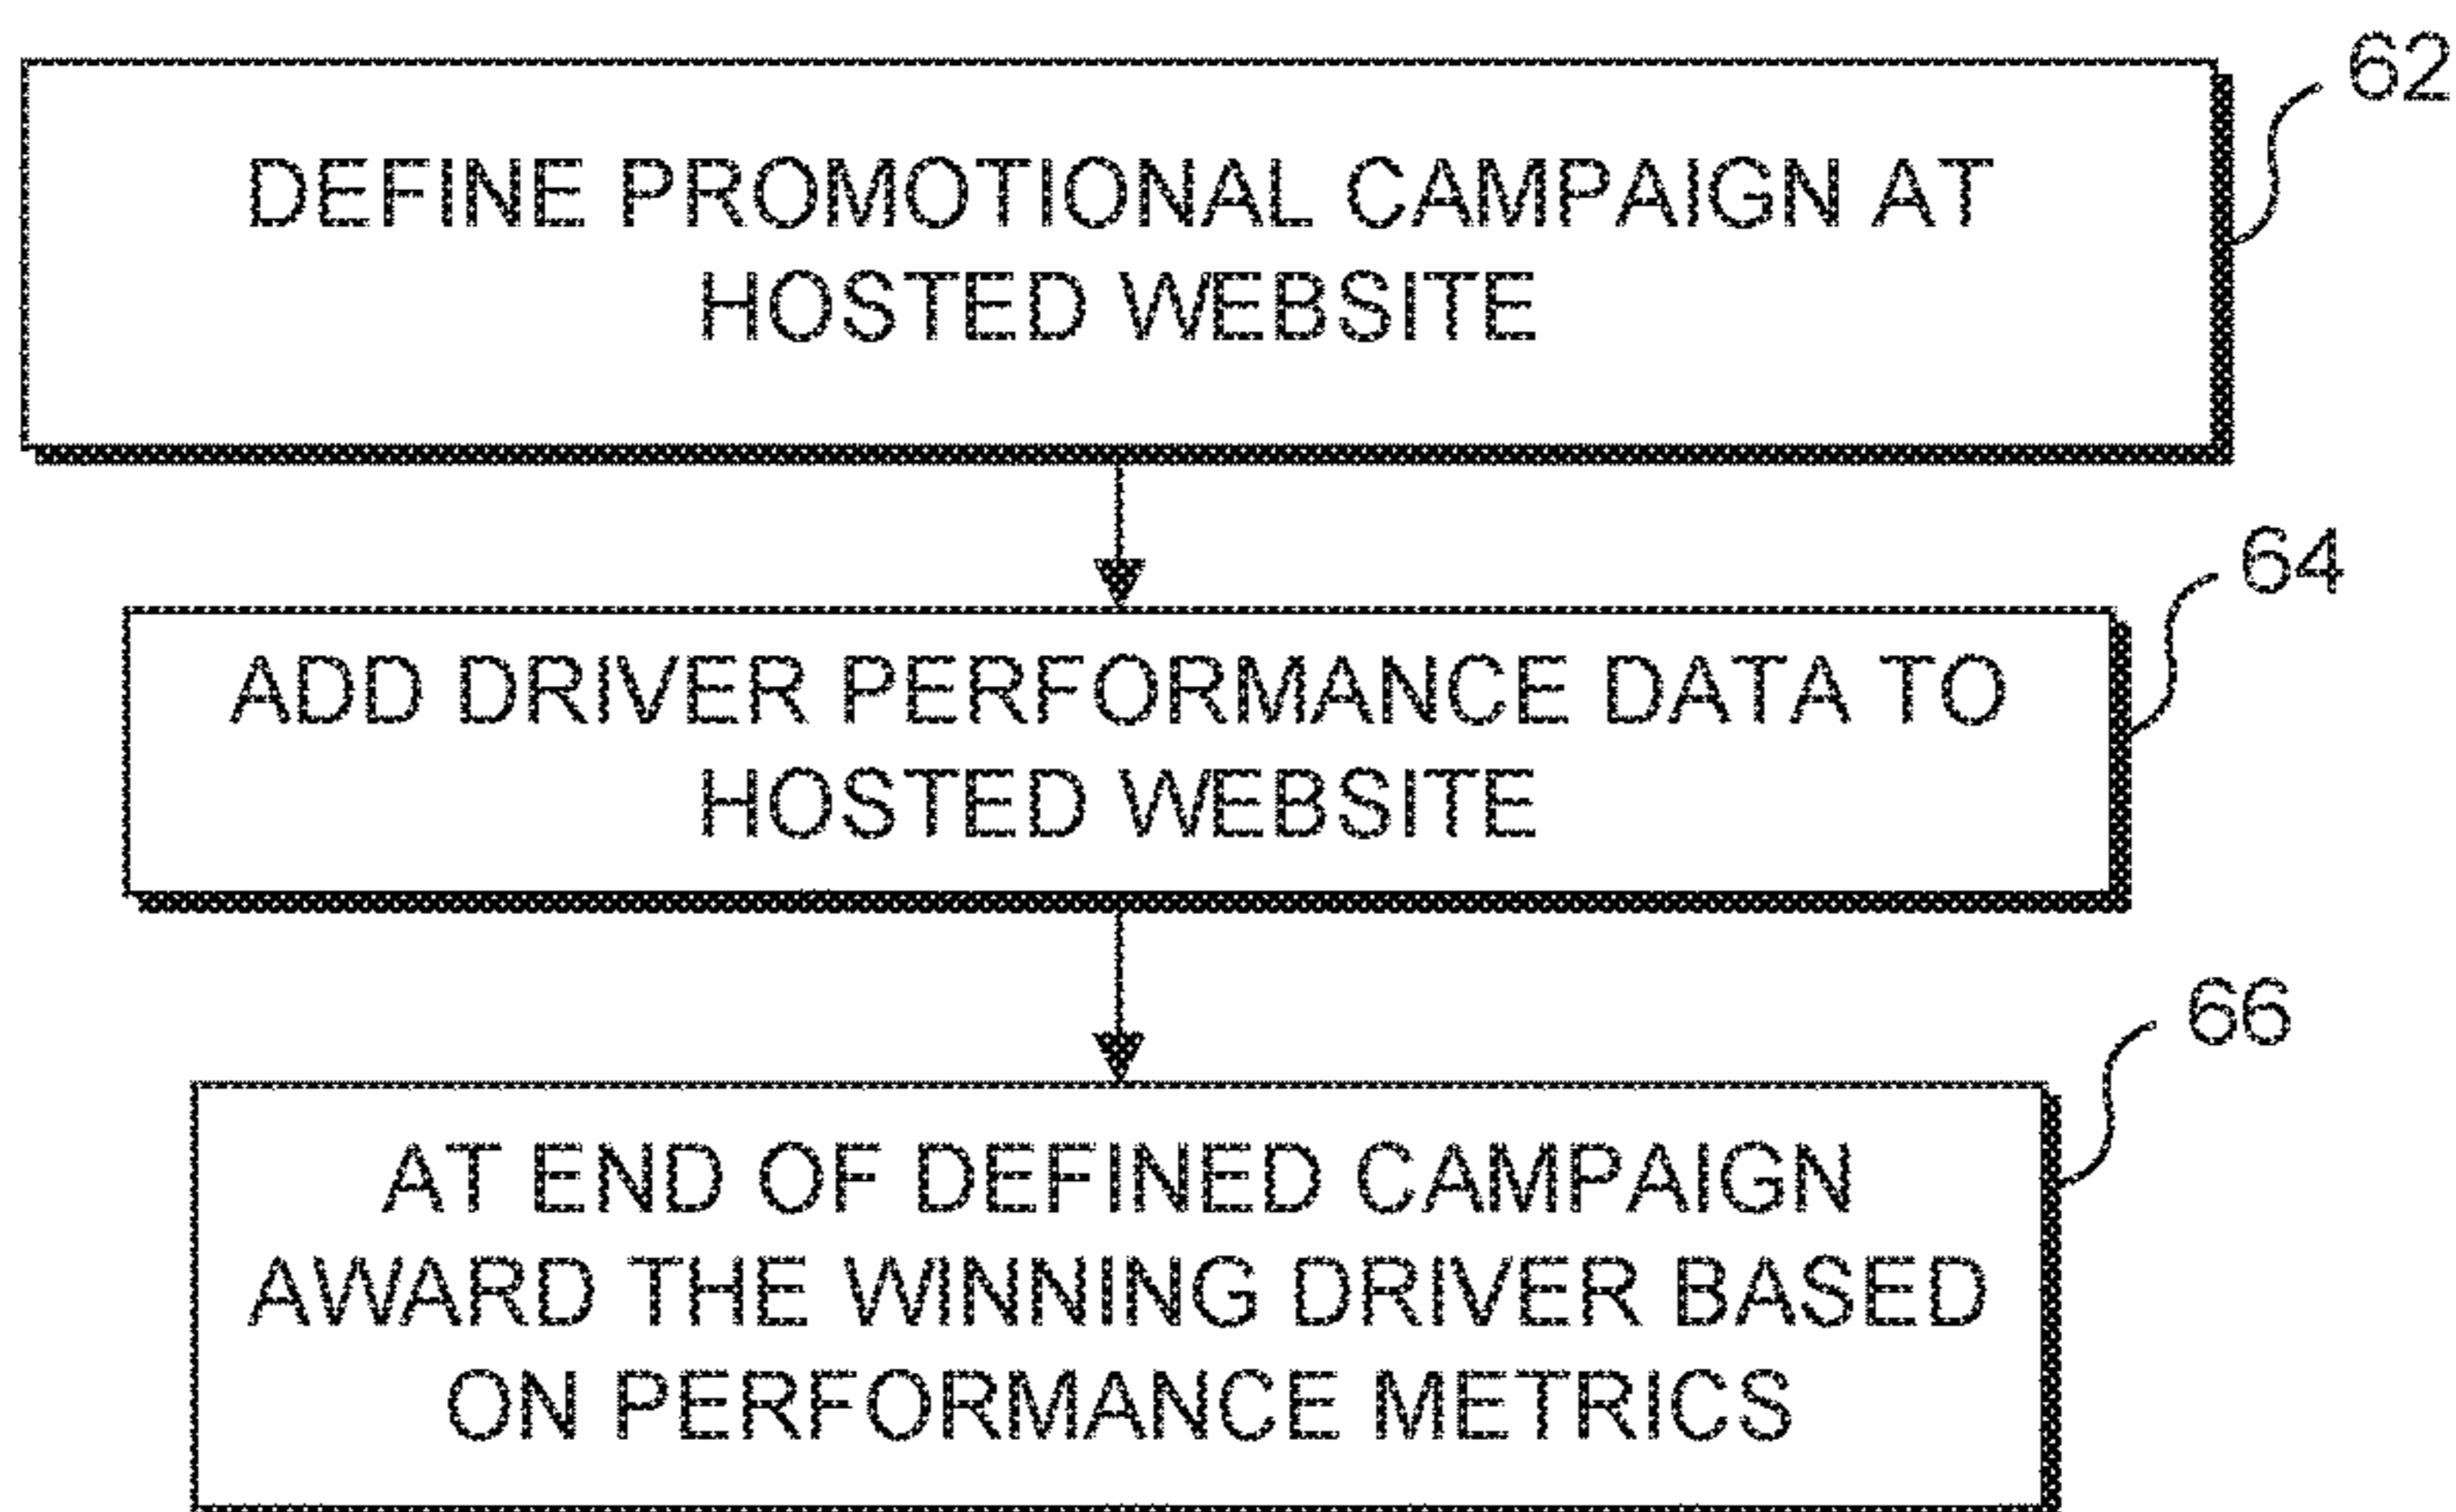 62
DEFINE PROMOTIONAL CAMPAIGN AT
HOSTED WEBSITE
64
ADD DRIVER PERFORMANCE DATA TO
HOSTED WEBSITE
66
AT END OF DEFINED CAMPAIGN
AWARD THE WINNING DRIVER BASED
ON PERFORMANCE METRICS